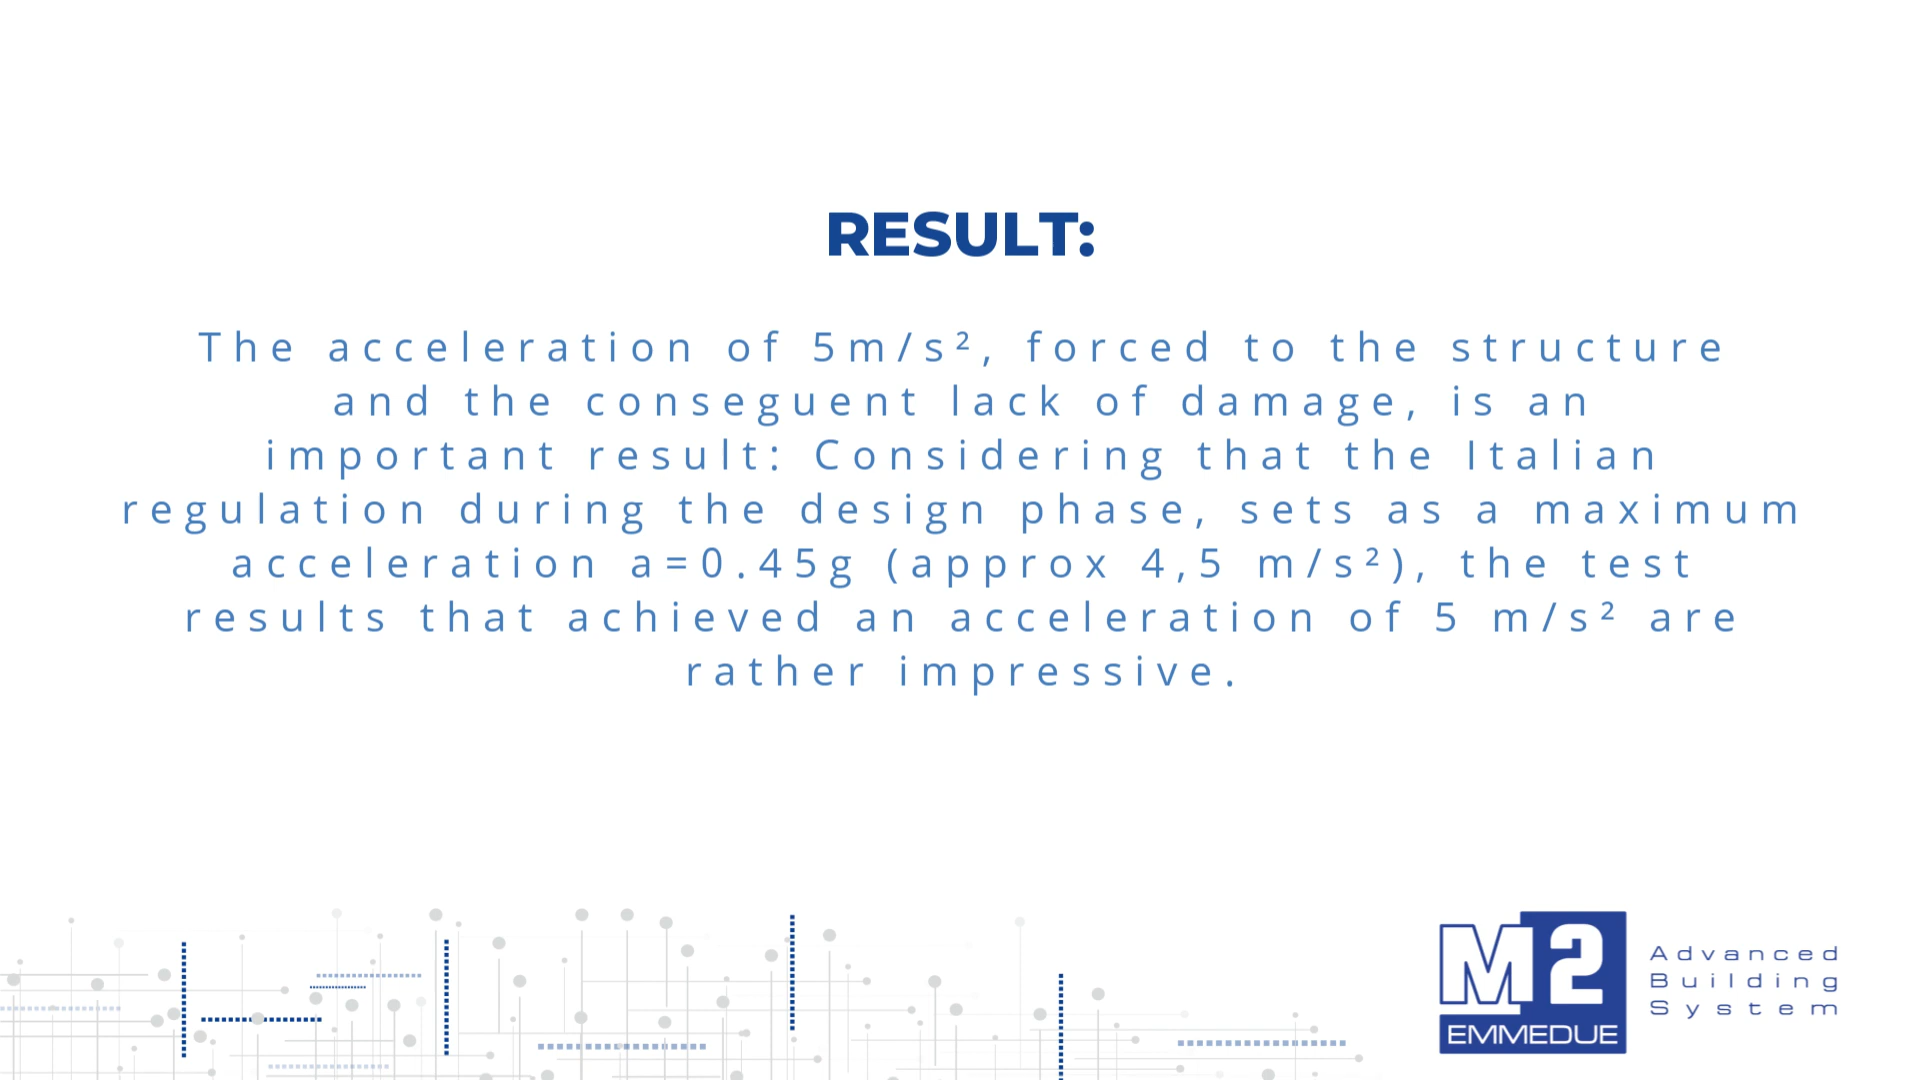 RESULT:
The acceleration of 5m/s², forced to the structure
and the conseguent lack of damage, is an
important result: Considering that the Italian
regulation during the design phase, sets as a maximum
acceleration a=0.45g (approx 4,5 m/s²), the test
results that achieved an acceleration of 5 m/s² are
rather impressive.
M2
EMMEDUE
Advanced
Building
System